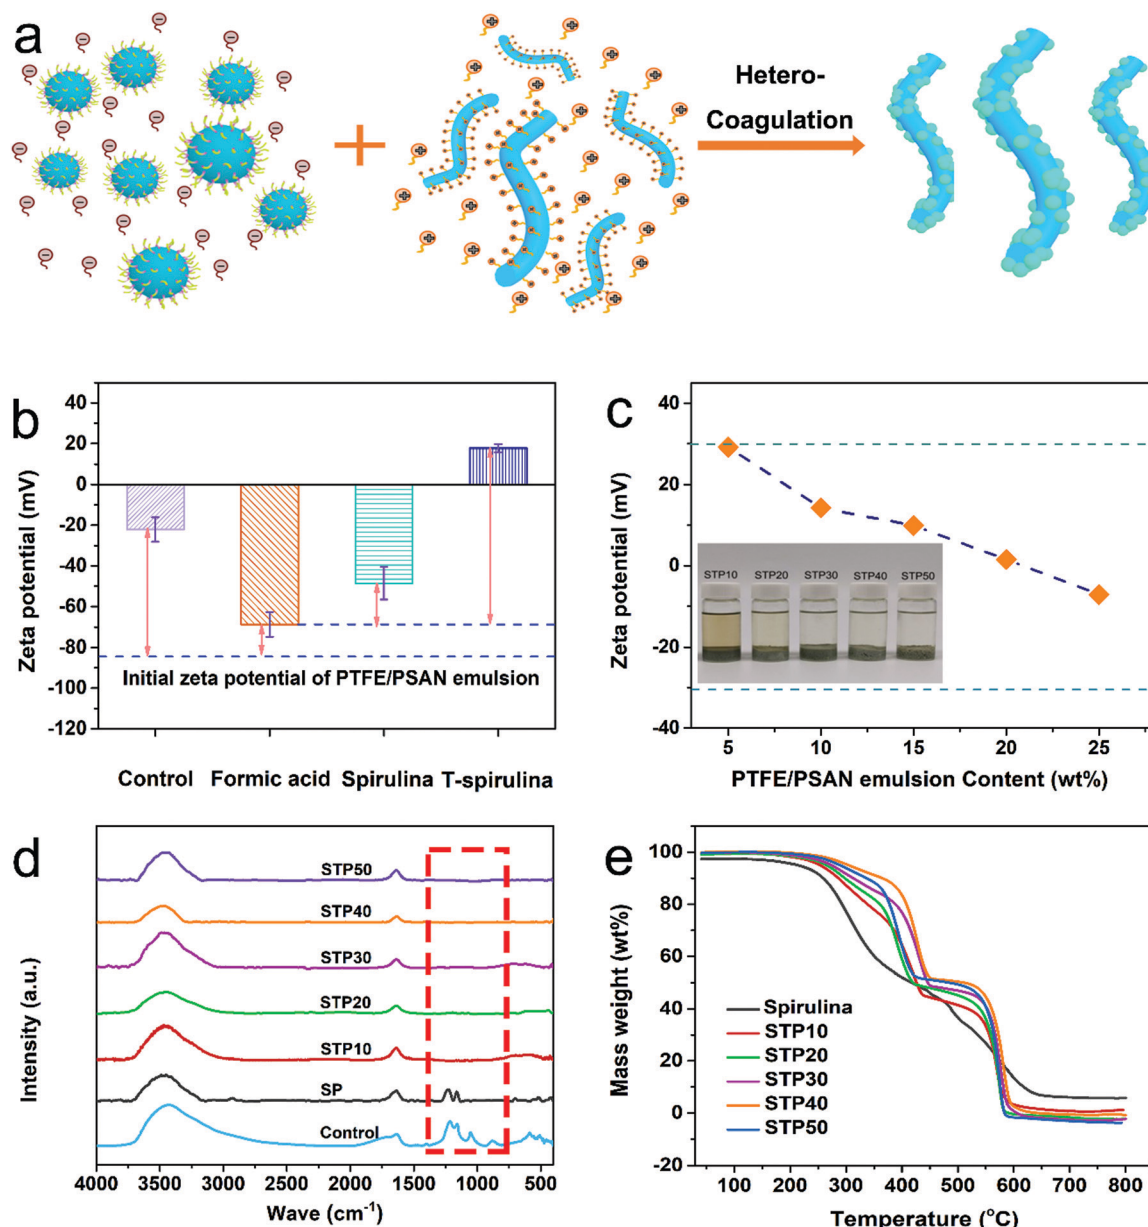 a
Hetero-
Coagulation
b
Zeta potential (mV)
40
20
0
-20
-40
-60
-80
-100
-120
Initial zeta potential of PTFE/PSAN emulsion
Control Formic acid Spirulina T-spirulina
c
Zeta potential (mV)
40
20
0
-20
-40
STP10 STP20 STP30 STP40 STP50
5 10 15 20 25
PTFE/PSAN emulsion Content (wt%)
d
Intensity (a.u.)
STP50
STP40
STP30
STP20
STP10
SP
Control
4000 3500 3000 2500 2000 1500 1000 500
Wave (cm⁻¹)
e
Mass weight (wt%)
100
80
60
40
20
0
-20
Spirulina
STP10
STP20
STP30
STP40
STP50
100 200 300 400 500 600 700 800
Temperature (°C)